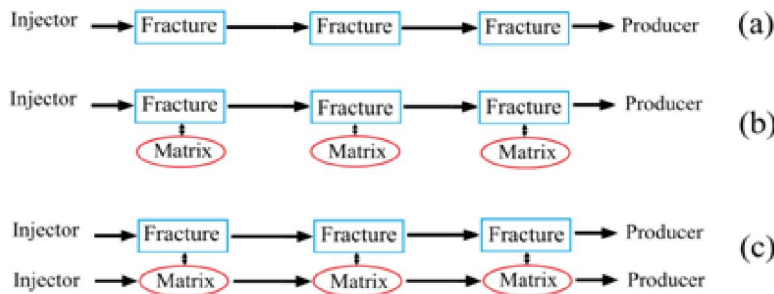 Injector Fracture Fracture Fracture Producer (a)
Injector Fracture Fracture Fracture Producer
Matrix Matrix Matrix (b)
Injector Fracture Fracture Fracture Producer
(c)
Injector Matrix Matrix Matrix Producer